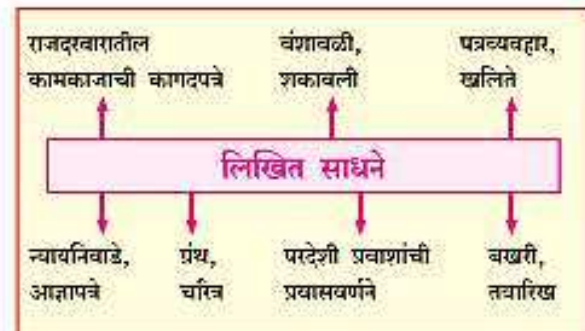 राजदरबारातील
कामकाजाची कागदपत्रे
वंशावळी,
शकावली
पत्रव्यवहार,
खलिते
लिखित साधने
न्यायनिवाडे,
आज्ञापत्रे
ग्रंथ,
चरित्र
परदेशी प्रवाशांची
प्रवासवर्णने
बखरी,
तवारिख